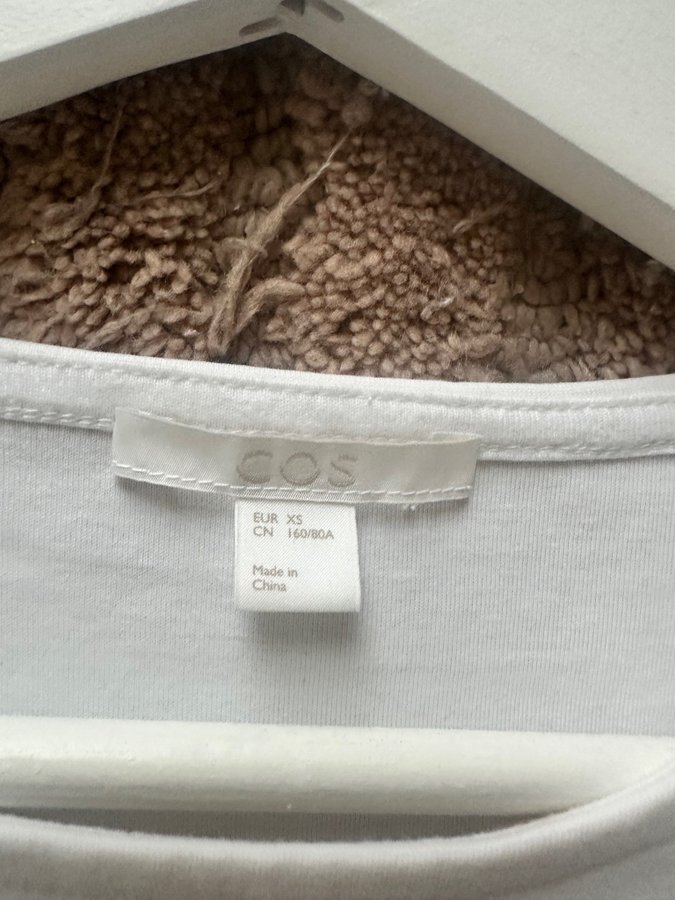 COS
EUR XS
CN 160/80A
Made in
China